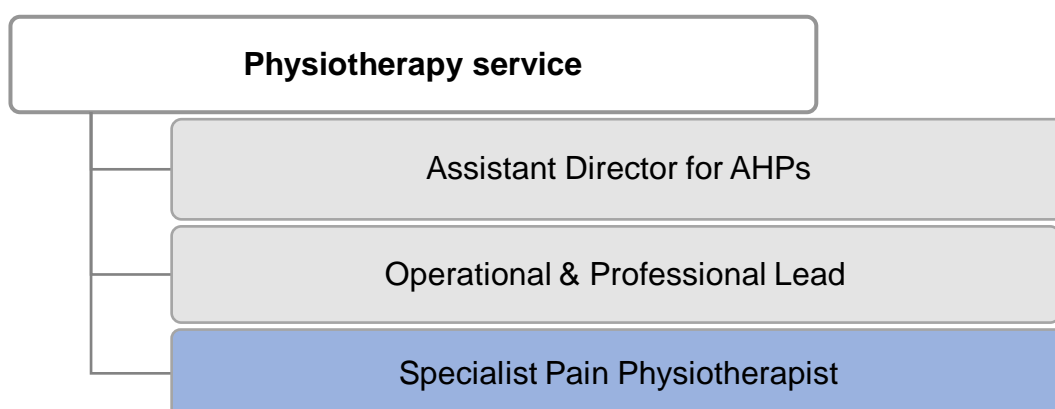 Physiotherapy service
Assistant Director for AHPs
Operational & Professional Lead
Specialist Pain Physiotherapist